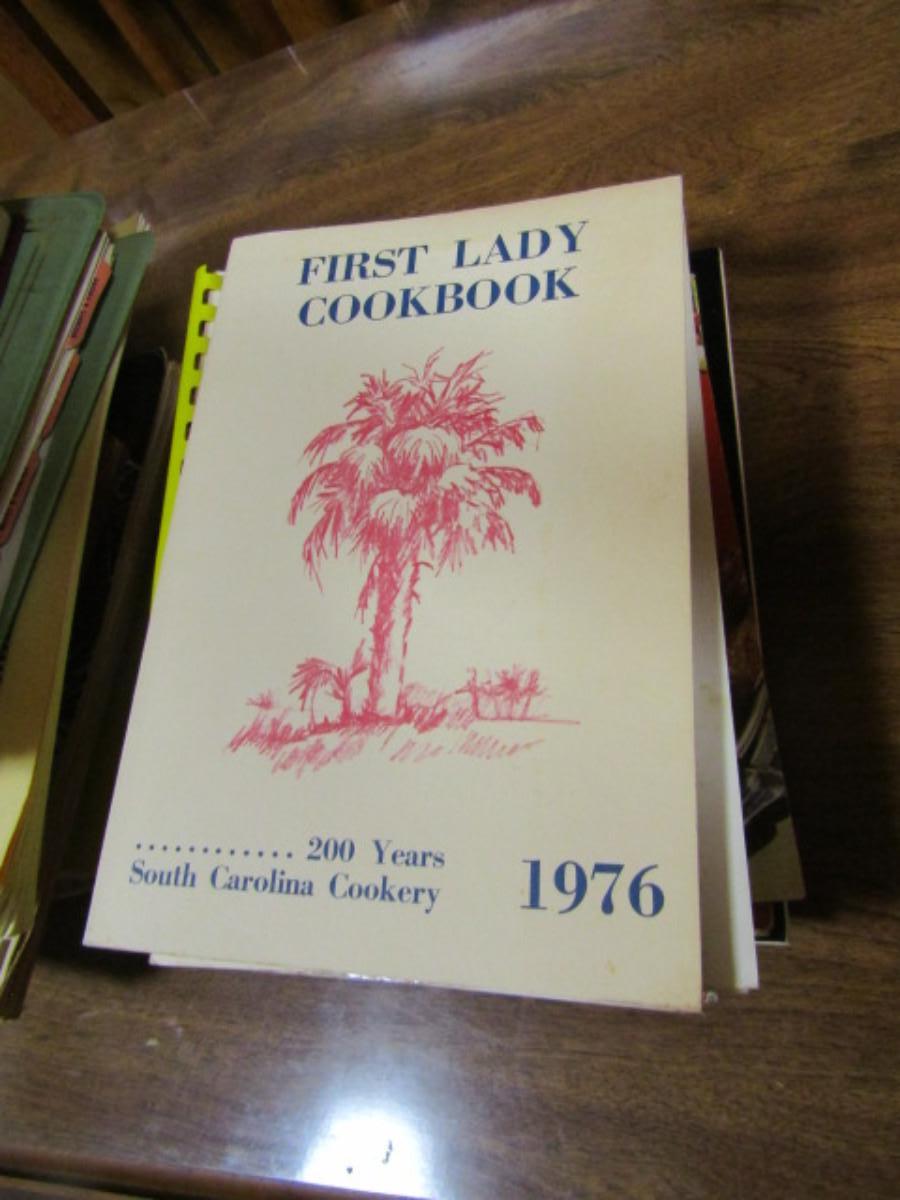 FIRST LADY
COOKBOOK
............ 200 Years
South Carolina Cookery
1976